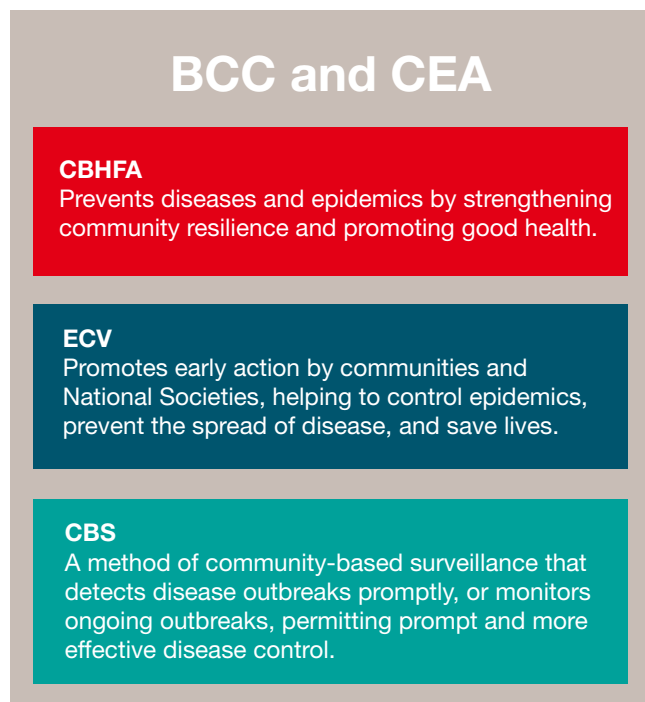 BCC and CEA
CBHFA
Prevents diseases and epidemics by strengthening
community resilience and promoting good health.
ECV
Promotes early action by communities and
National Societies, helping to control epidemics,
prevent the spread of disease, and save lives.
CBS
A method of community-based surveillance that
detects disease outbreaks promptly, or monitors
ongoing outbreaks, permitting prompt and more
effective disease control.